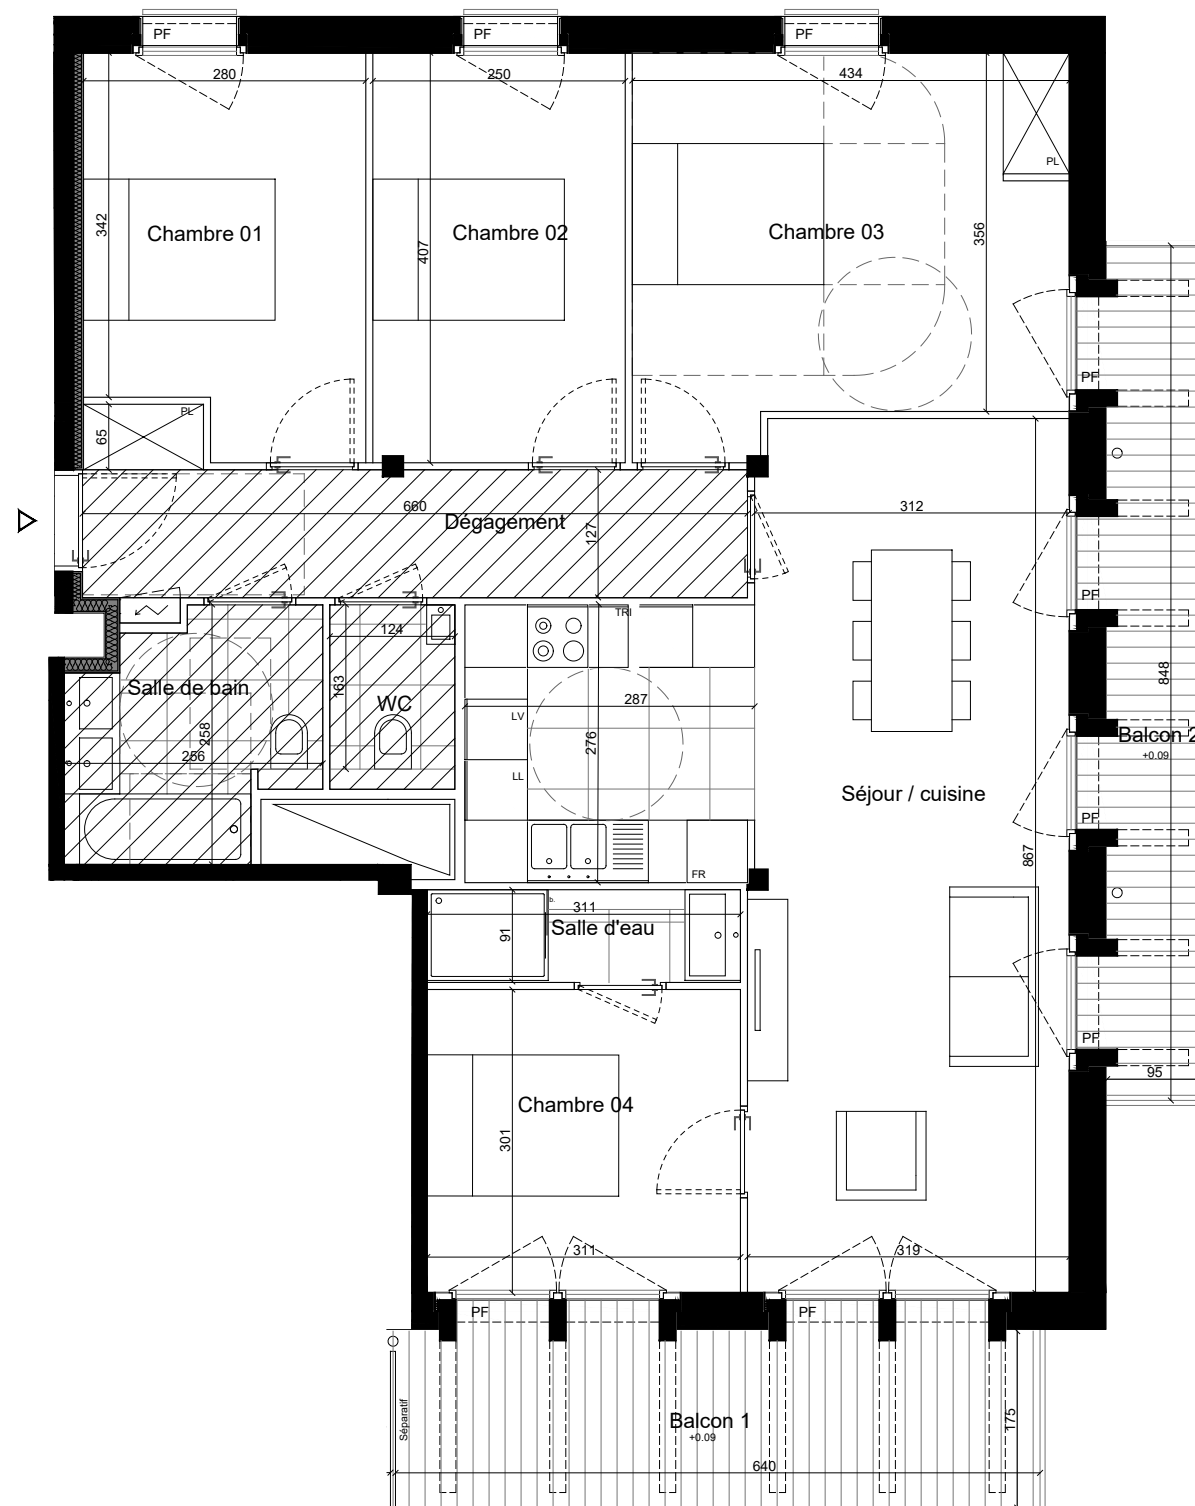 PF
PF
PF
280
250
434
PL
342
Chambre 01
407
Chambre 02
Chambre 03
356
PF
PL
65
660
Dégagement
127
312
PF
TRI
124
163
WC
Salle de bain
258
256
LV
LL
287
276
Séjour / cuisine
848
Balcon 2
+0.09
PF
867
FR
311
b.
91
Salle d'eau
PF
95
Chambre 04
301
311
319
PF
PF
Séparatif
Balcon 1
+0.09
175
640